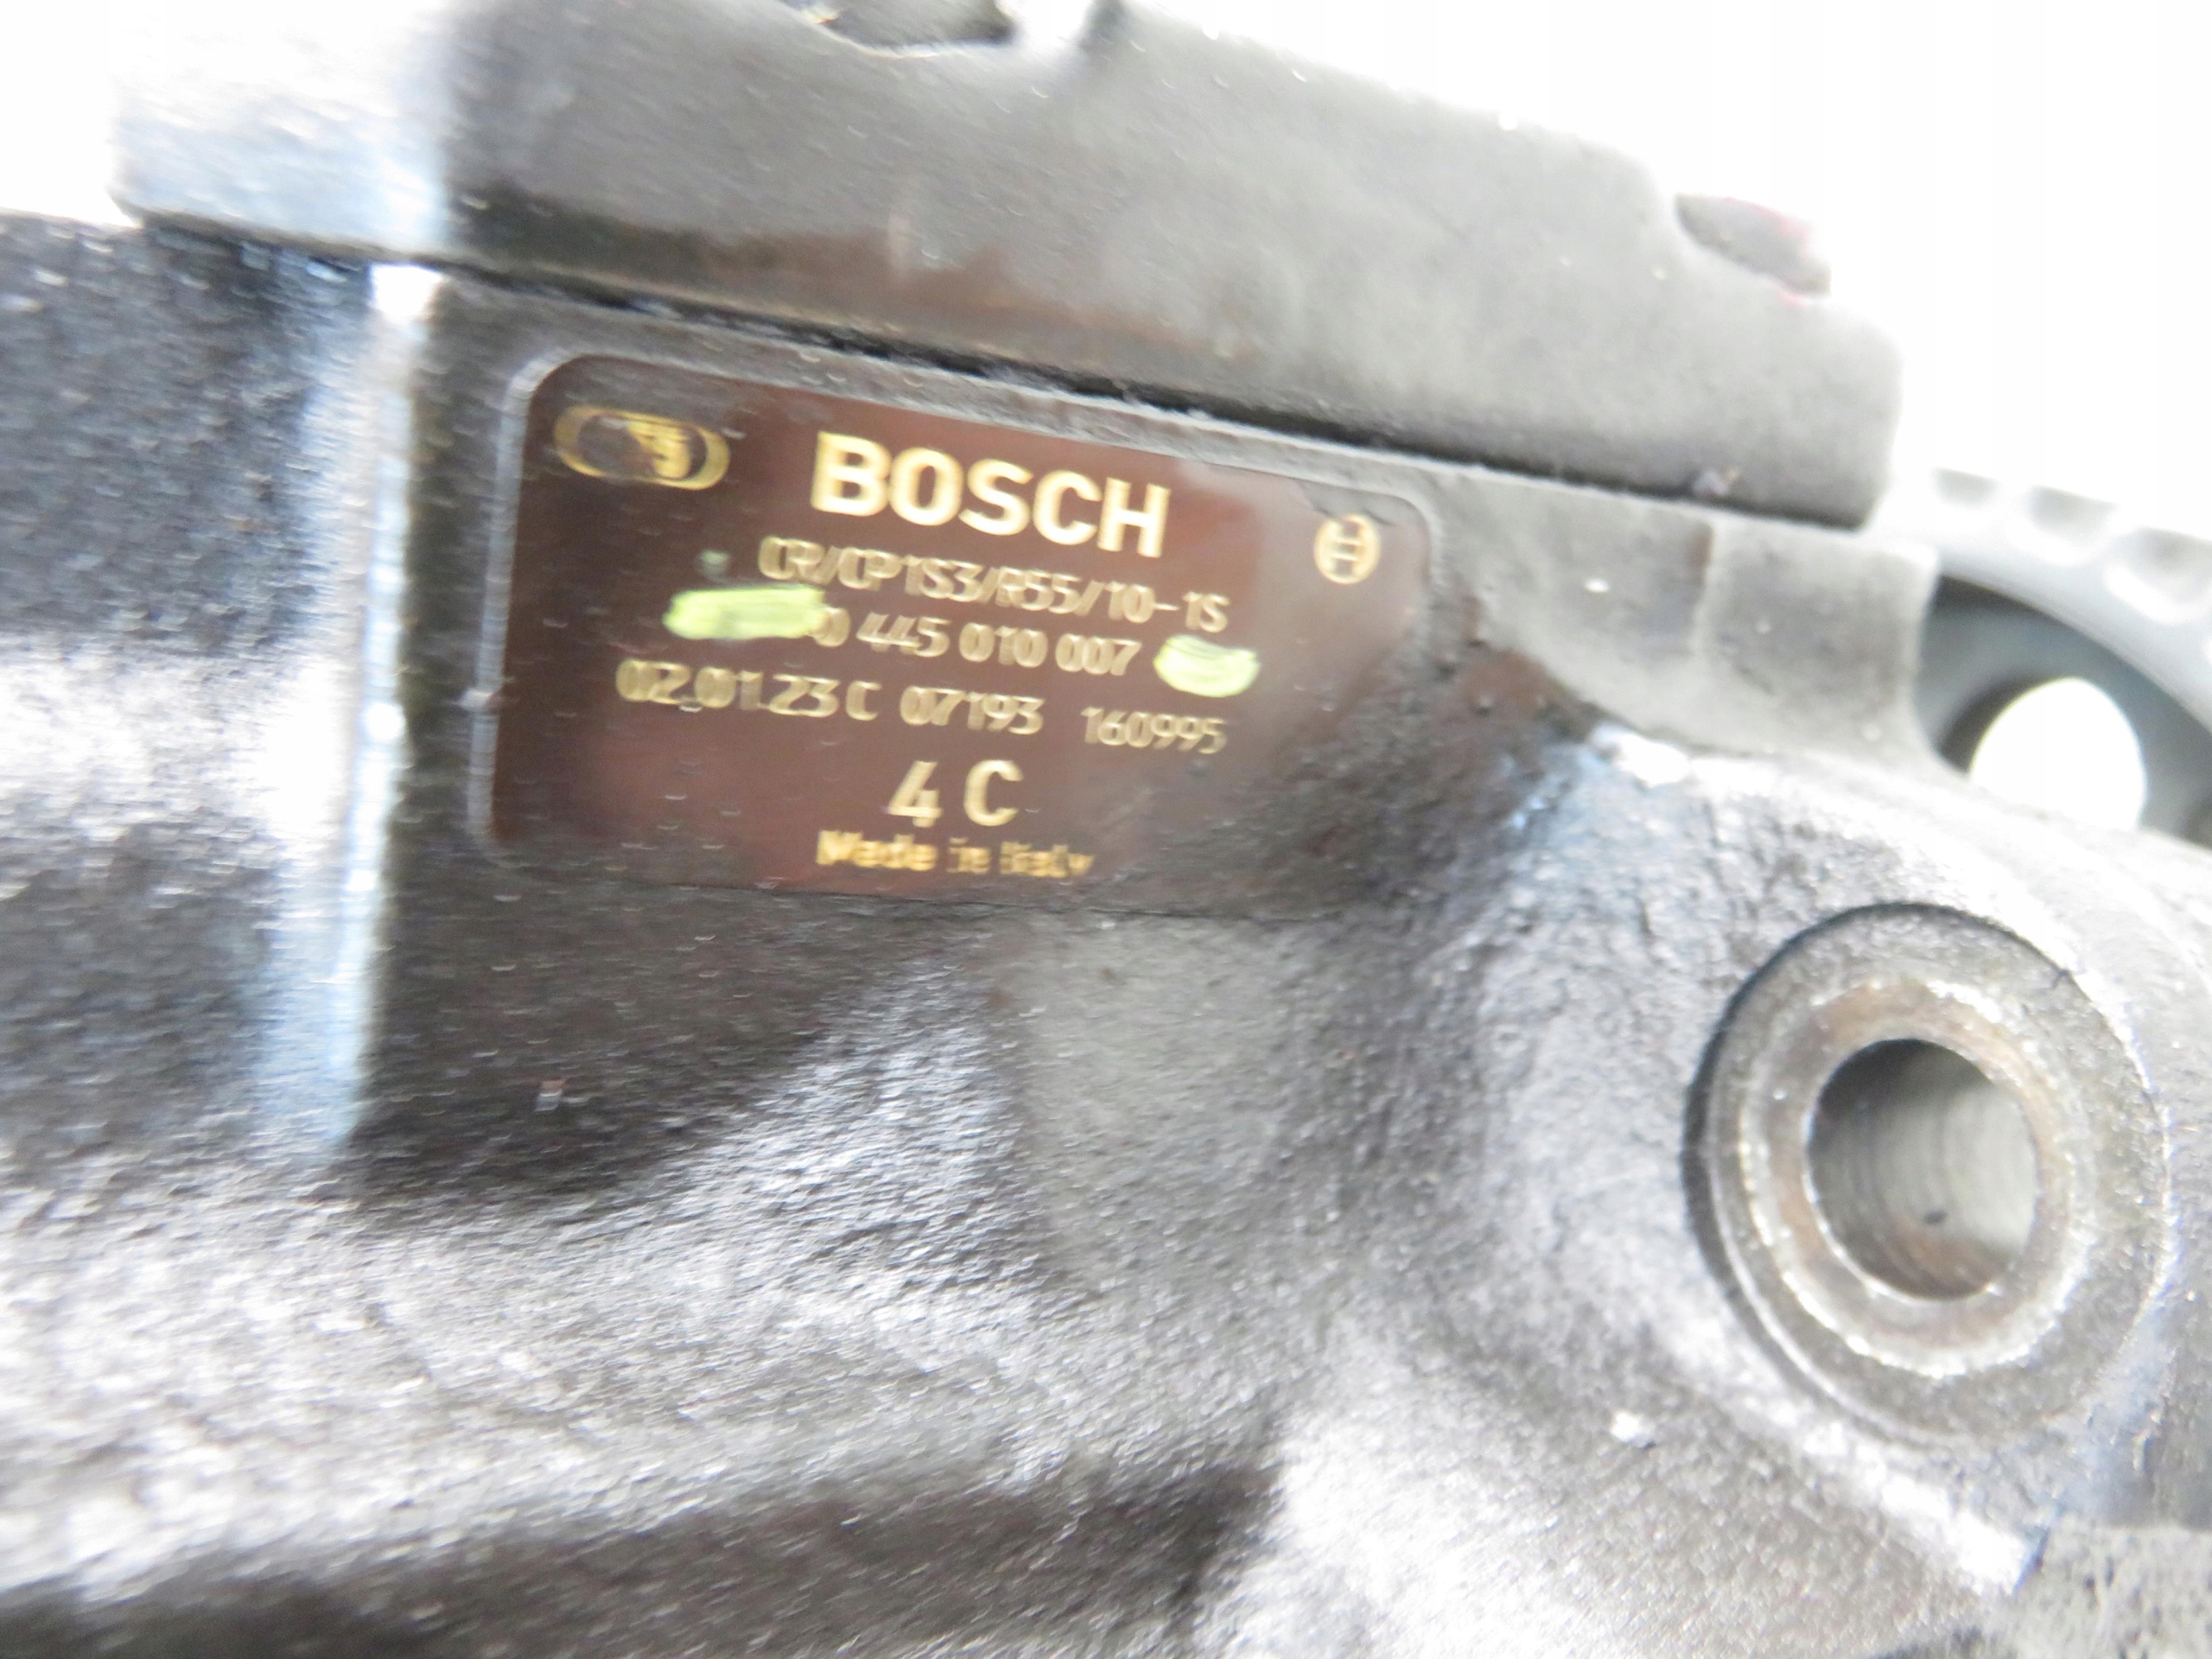 BOSCH
CR/CP1S3/R55/10-1S
0 445 010 007
02.01.23 C 07193 160995
4 C
Made in Italy